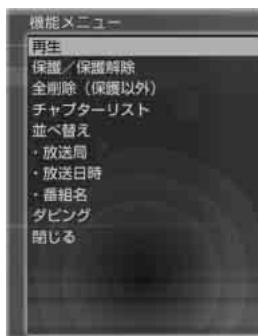 機能メニュー
再生
保護／保護解除
全削除（保護以外）
チャプターリスト
並べ替え
・放送局
・放送日時
・番組名
ダビング
閉じる